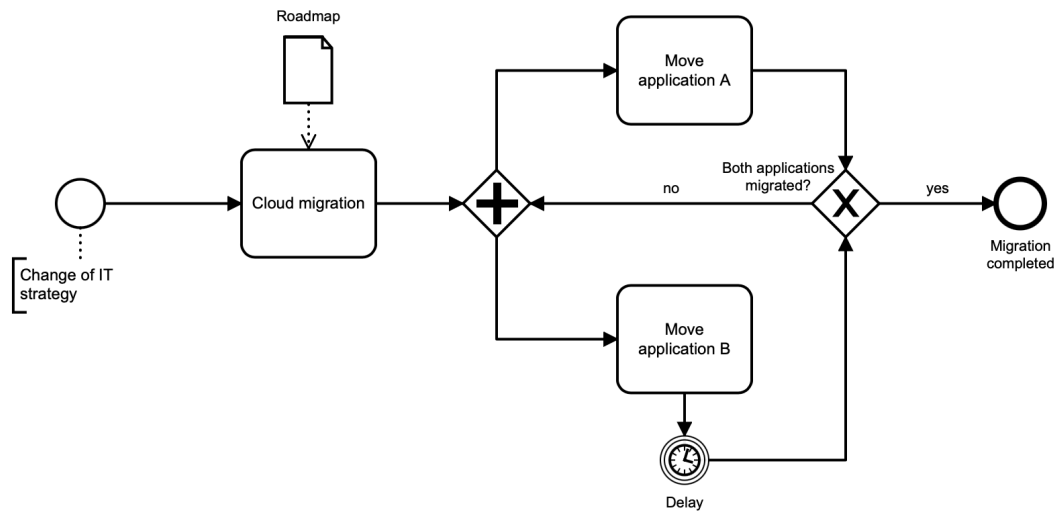 Roadmap
Move
application A
Both applications
migrated?
Cloud migration
no
yes
Change of IT
strategy
Migration
completed
Move
application B
Delay